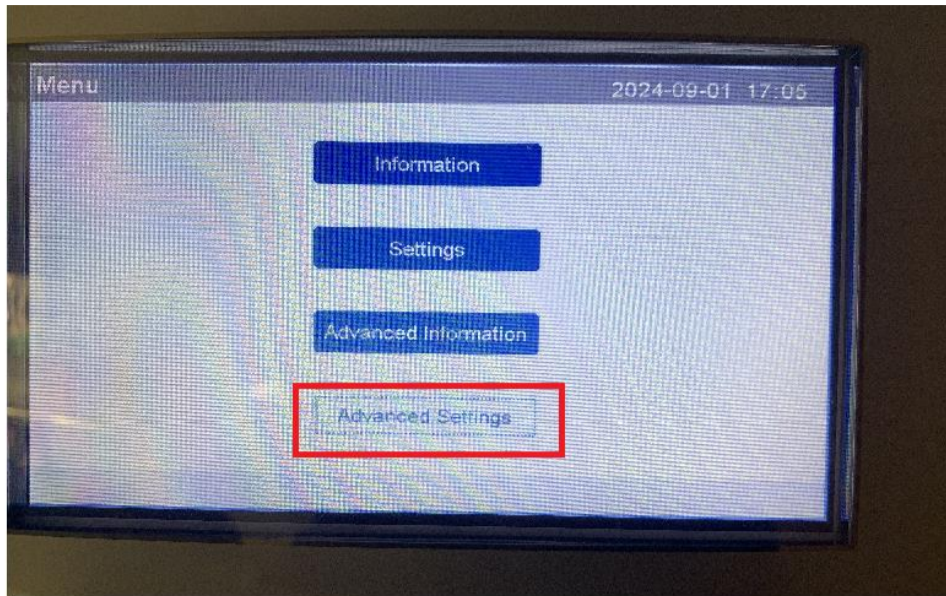 Menu
2024-09-01 17:05
Information
Settings
Advanced Information
Advanced Settings